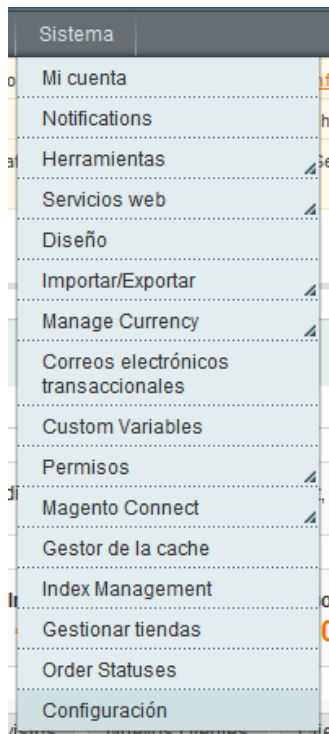 Sistema
Mi cuenta
Notifications
Herramientas
Servicios web
Diseño
Importar/Exportar
Manage Currency
Correos electrónicos
transaccionales
Custom Variables
Permisos
Magento Connect
Gestor de la cache
Index Management
Gestionar tiendas
Order Statuses
Configuración